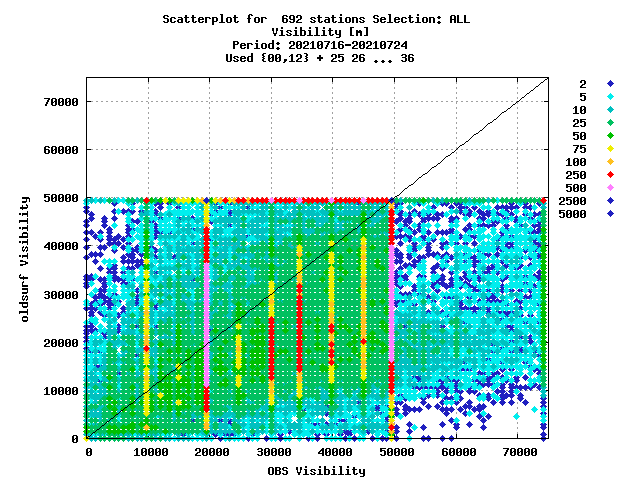 Scatterplot for  692 stations Selection: ALL
Visibility [m]
Period: 20210716-20210724
Used {00,12} + 25 26 ... 36
70000
60000
50000
40000
30000
20000
10000
0
oldsurf Visibility
0 10000 20000 30000 40000 50000 60000 70000
OBS Visibility
2
5
10
25
50
75
100
250
500
2500
5000